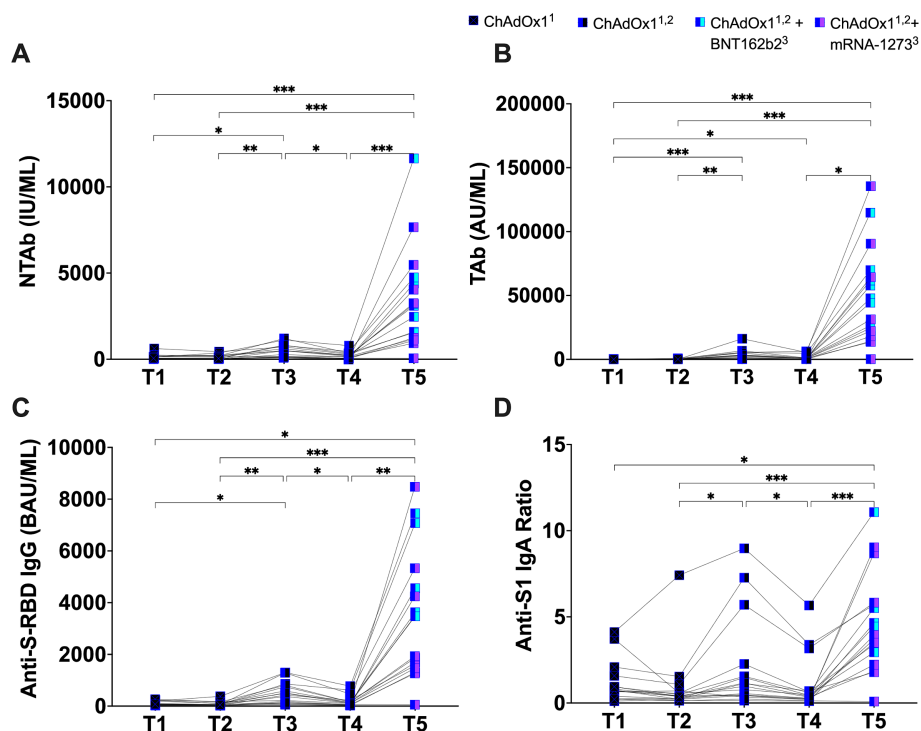 ChAdOx1¹ ChAdOx1¹,² ChAdOx1¹,² + BNT162b2³ ChAdOx1¹,²+ mRNA-1273³
A
NTAb (IU/ML)
15000
10000
5000
0
T1 T2 T3 T4 T5
***
***
*
** * ***
B
TAb (AU/ML)
200000
150000
100000
50000
0
T1 T2 T3 T4 T5
***
***
*
***
** *
C
Anti-S-RBD IgG (BAU/ML)
10000
8000
6000
4000
2000
0
T1 T2 T3 T4 T5
*
***
** * **
*
D
Anti-S1 IgA Ratio
15
10
5
0
T1 T2 T3 T4 T5
*
***
* * ***